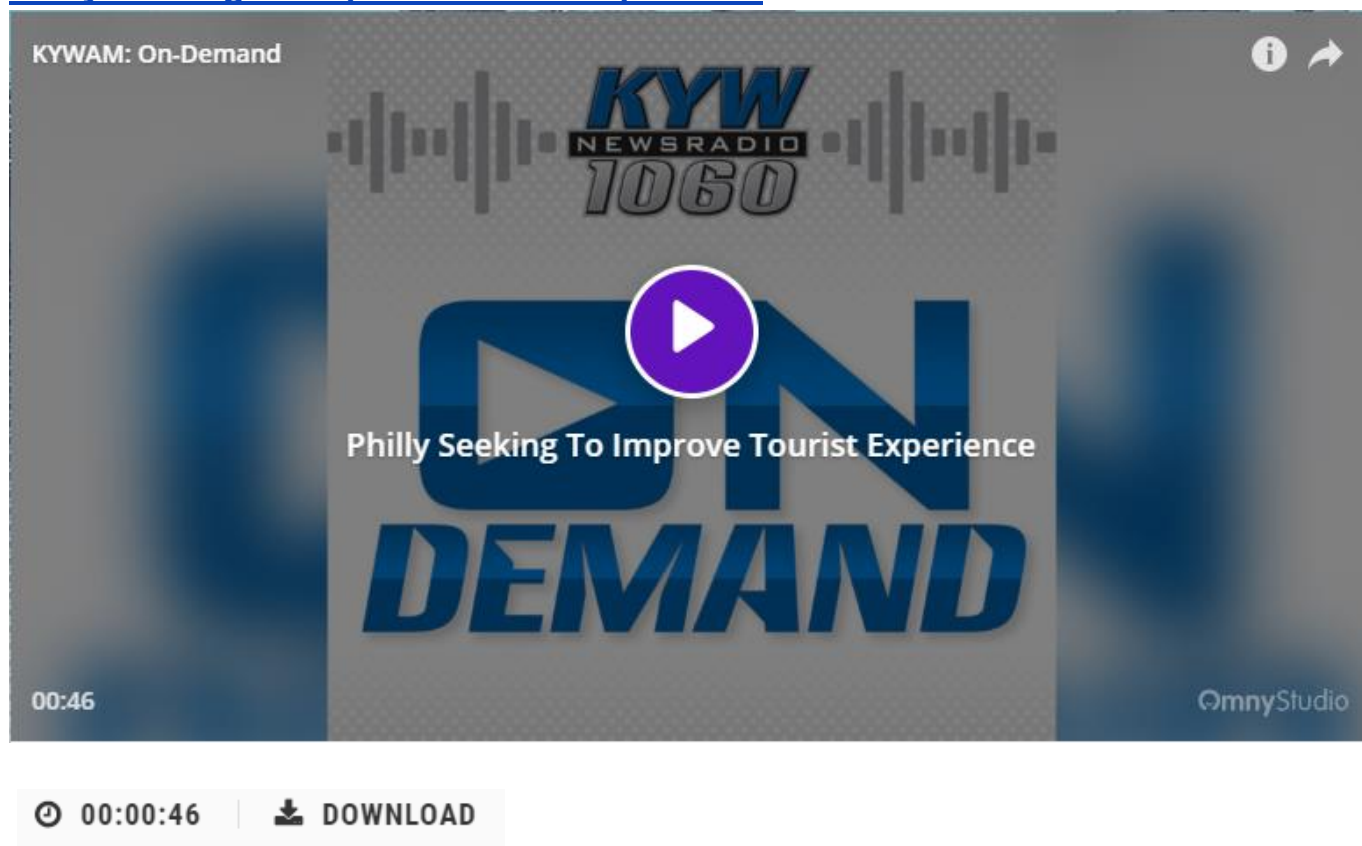 KYWAM: On-Demand
KYW
NEWSRADIO
1060
ON
Philly Seeking To Improve Tourist Experience
DEMAND
00:46
OmnyStudio
00:00:46
DOWNLOAD